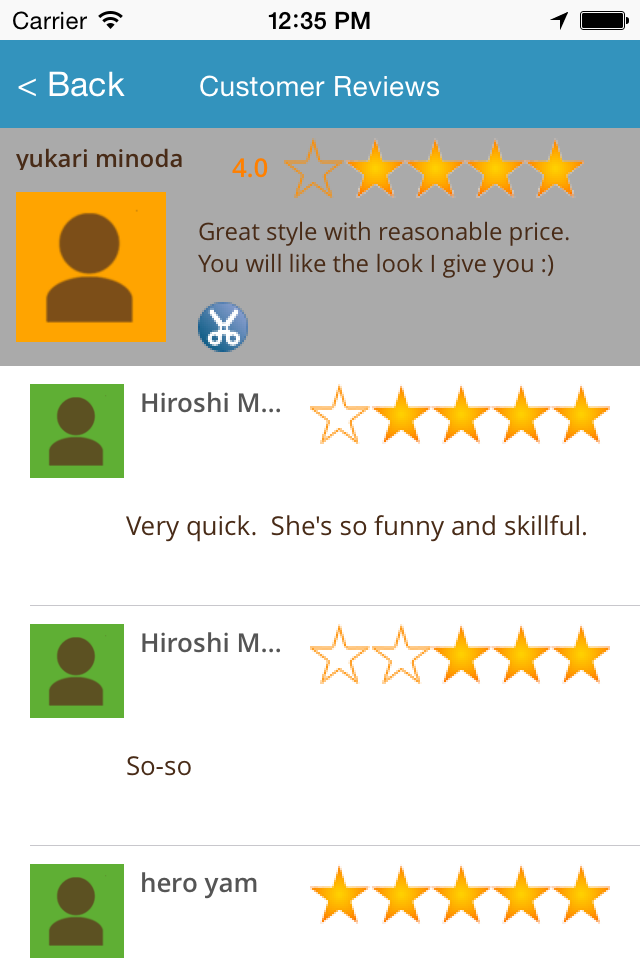 Carrier 12:35 PM
< Back Customer Reviews
yukari minoda 4.0
Great style with reasonable price.
You will like the look I give you :)
Hiroshi M...
Very quick.  She's so funny and skillful.
Hiroshi M...
So-so
hero yam